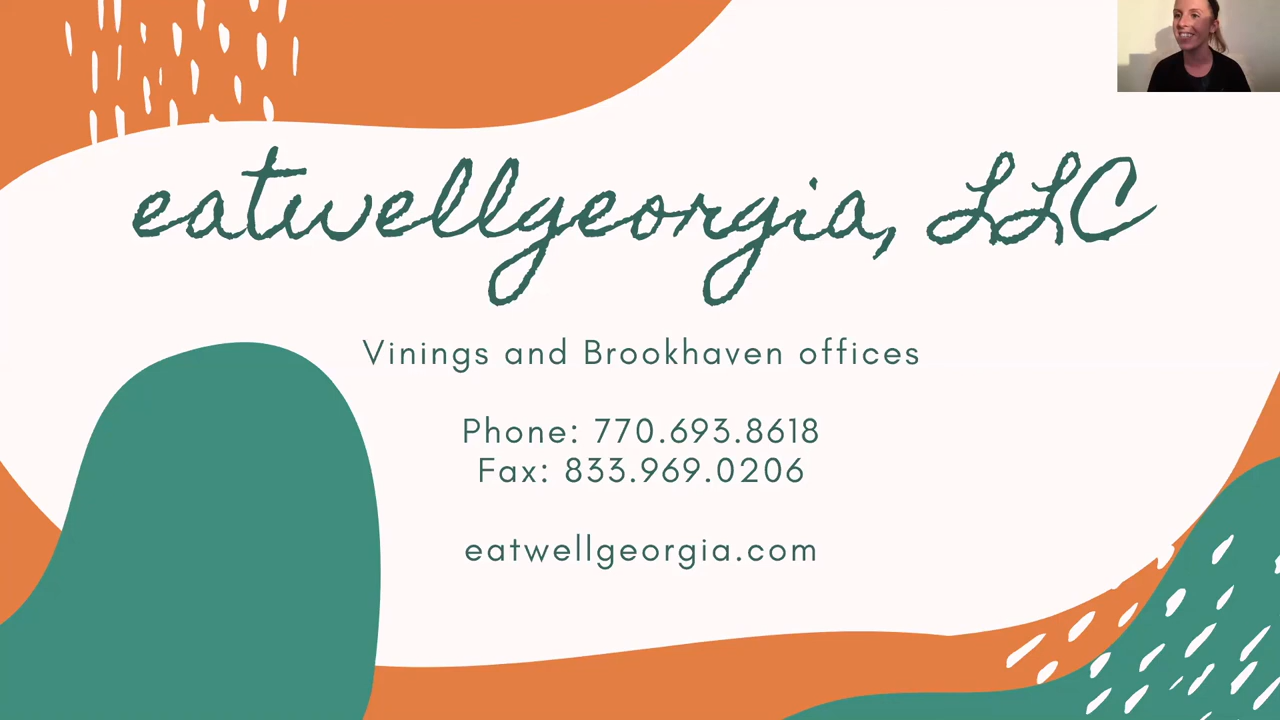 eatwellgeorgia, LLC
Vinings and Brookhaven offices
Phone: 770.693.8618
Fax: 833.969.0206
eatwellgeorgia.com